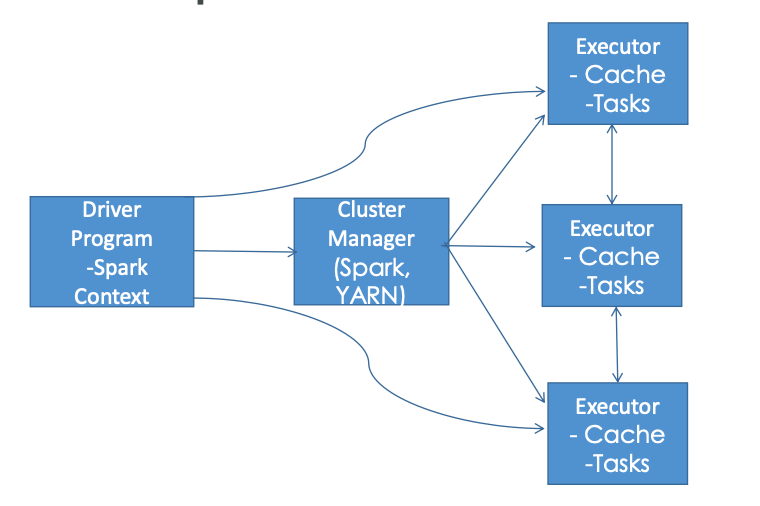 Driver
Program
-Spark
Context
Cluster
Manager
(Spark,
YARN)
Executor
- Cache
-Tasks
Executor
- Cache
-Tasks
Executor
- Cache
-Tasks